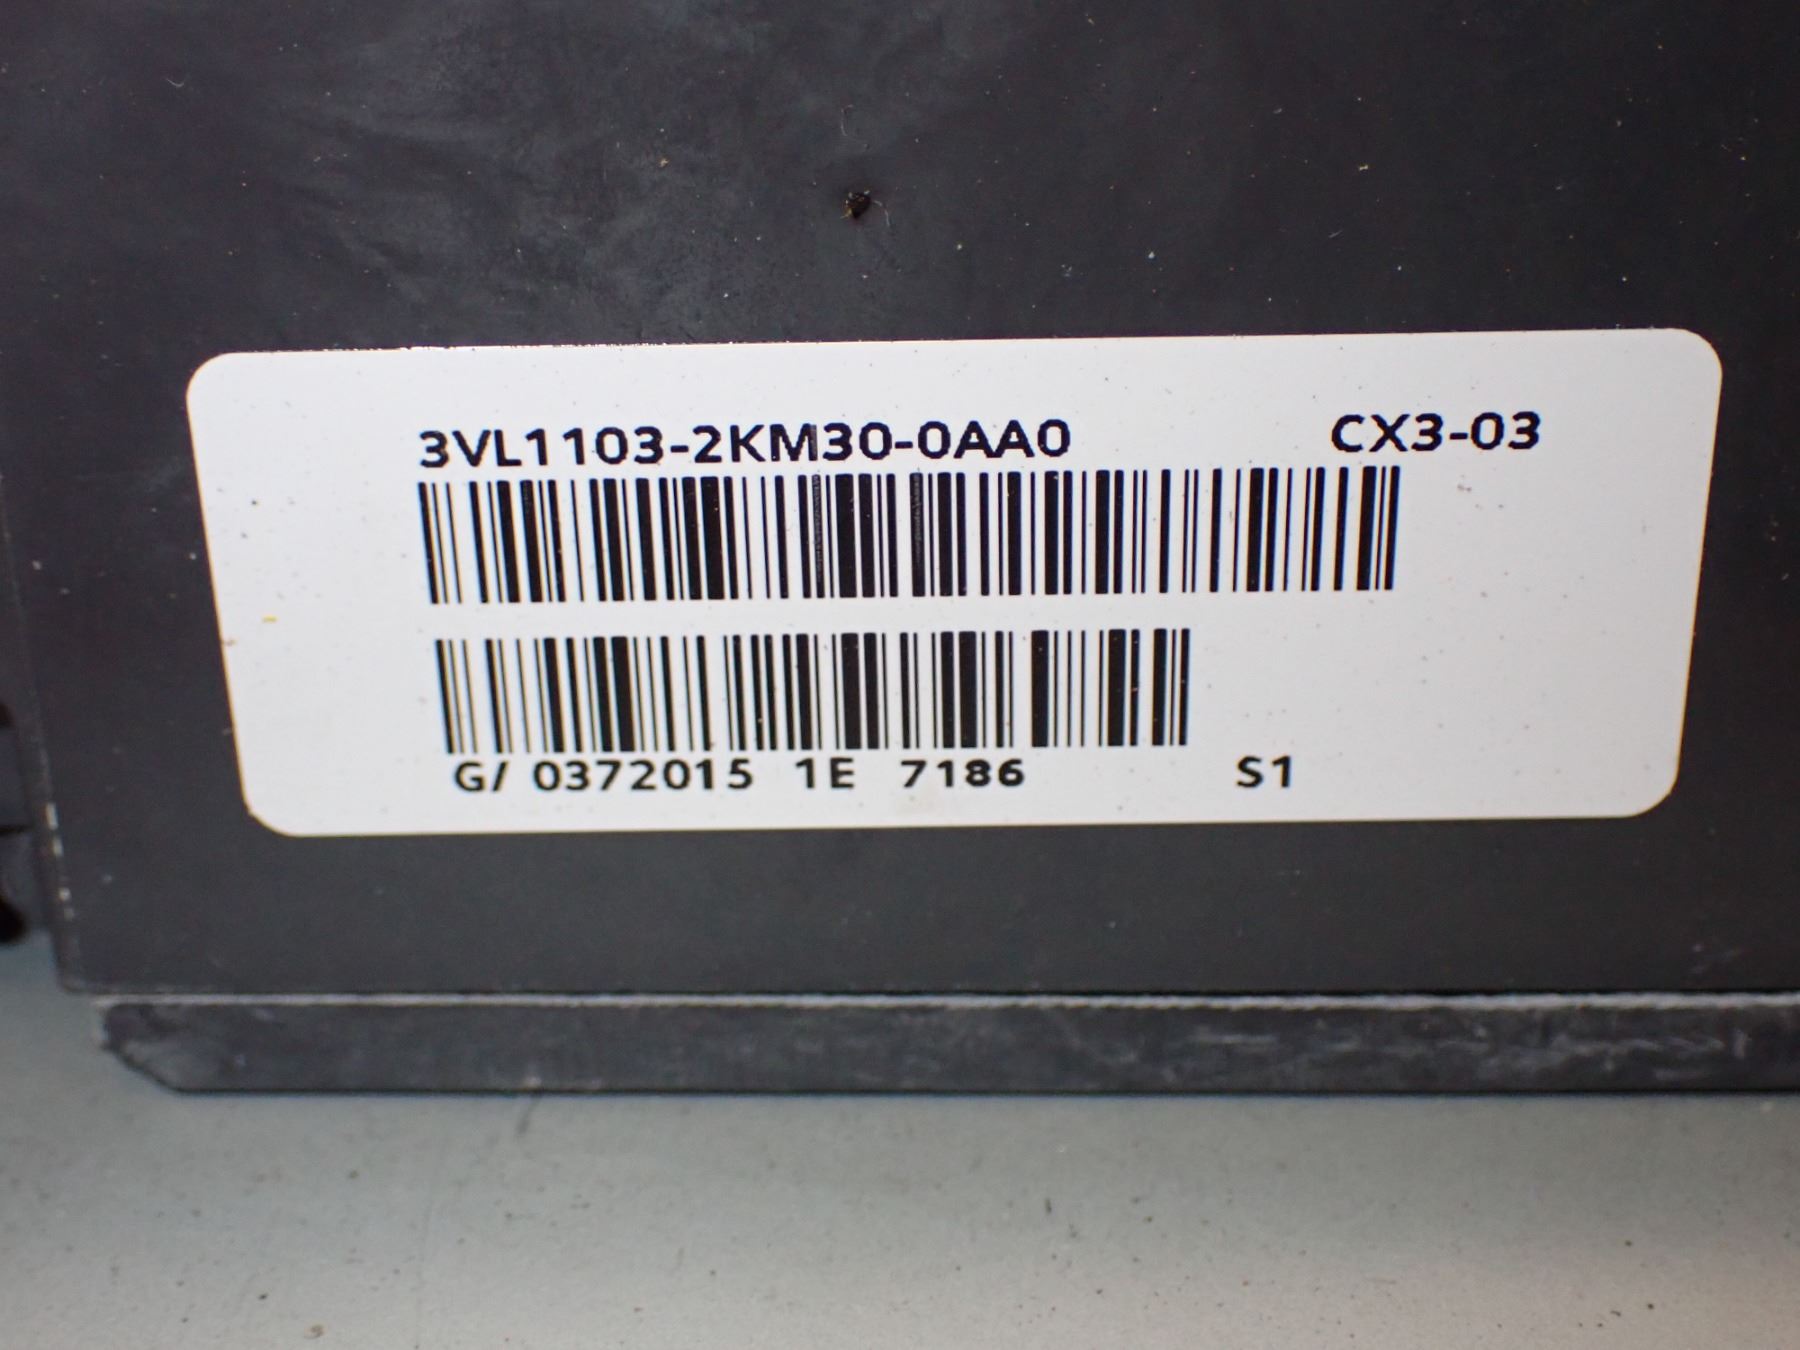 3VL1103-2KM30-0AA0 CX3-03
G/ 0372015 1E 7186 S1